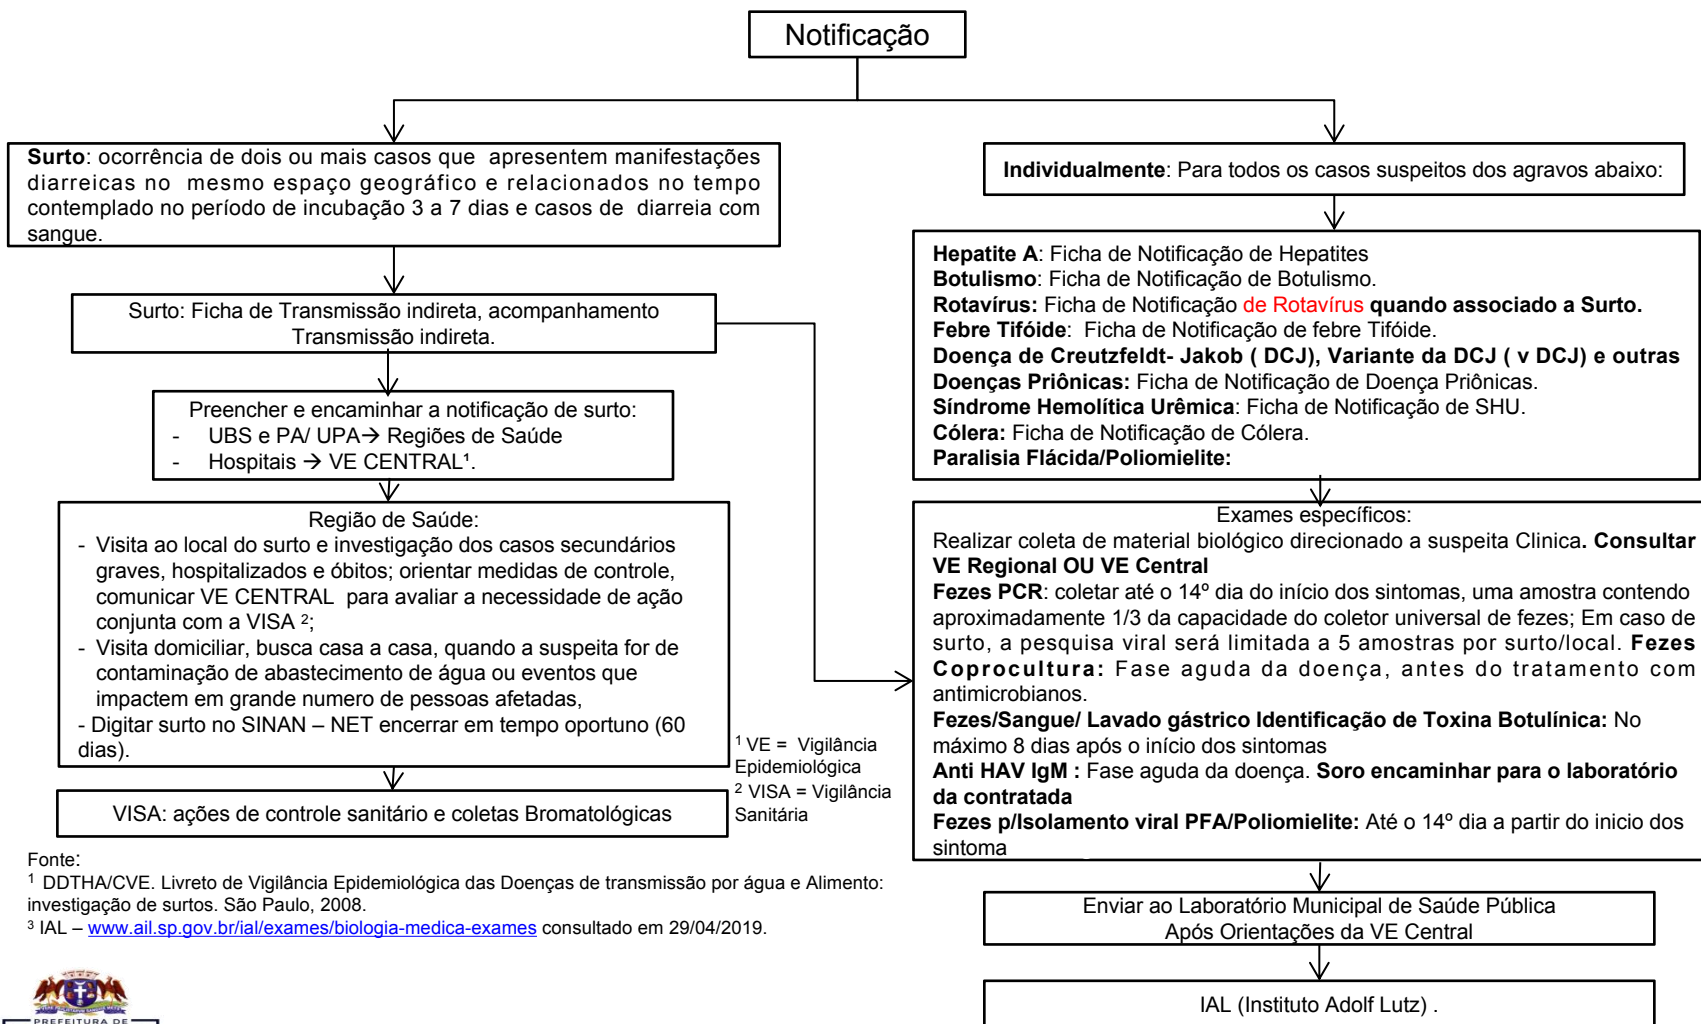 Notificação
Surto: ocorrência de dois ou mais casos que apresentem manifestações
diarreicas no mesmo espaço geográfico e relacionados no tempo
contemplado no período de incubação 3 a 7 dias e casos de diarreia com
sangue.
Surto: Ficha de Transmissão indireta, acompanhamento
Transmissão indireta.
Preencher e encaminhar a notificação de surto:
- UBS e PA/ UPA→ Regiões de Saúde
- Hospitais → VE CENTRAL¹.
Região de Saúde:
- Visita ao local do surto e investigação dos casos secundários
graves, hospitalizados e óbitos; orientar medidas de controle,
comunicar VE CENTRAL para avaliar a necessidade de ação
conjunta com a VISA ²;
- Visita domiciliar, busca casa a casa, quando a suspeita for de
contaminação de abastecimento de água ou eventos que
impactem em grande numero de pessoas afetadas,
- Digitar surto no SINAN – NET encerrar em tempo oportuno (60
dias).
VISA: ações de controle sanitário e coletas Bromatológicas
¹ VE = Vigilância
Epidemiológica
² VISA = Vigilância
Sanitária
Individualmente: Para todos os casos suspeitos dos agravos abaixo:
Hepatite A: Ficha de Notificação de Hepatites
Botulismo: Ficha de Notificação de Botulismo.
Rotavírus: Ficha de Notificação de Rotavírus quando associado a Surto.
Febre Tifóide: Ficha de Notificação de febre Tifóide.
Doença de Creutzfeldt- Jakob ( DCJ), Variante da DCJ ( v DCJ) e outras
Doenças Priônicas: Ficha de Notificação de Doença Priônicas.
Síndrome Hemolítica Urêmica: Ficha de Notificação de SHU.
Cólera: Ficha de Notificação de Cólera.
Paralisia Flácida/Poliomielite:
Exames específicos:
Realizar coleta de material biológico direcionado a suspeita Clinica. Consultar
VE Regional OU VE Central
Fezes PCR: coletar até o 14º dia do início dos sintomas, uma amostra contendo
aproximadamente 1/3 da capacidade do coletor universal de fezes; Em caso de
surto, a pesquisa viral será limitada a 5 amostras por surto/local. Fezes
Coprocultura: Fase aguda da doença, antes do tratamento com
antimicrobianos.
Fezes/Sangue/ Lavado gástrico Identificação de Toxina Botulínica: No
máximo 8 dias após o início dos sintomas
Anti HAV IgM : Fase aguda da doença. Soro encaminhar para o laboratório
da contratada
Fezes p/Isolamento viral PFA/Poliomielite: Até o 14º dia a partir do inicio dos
sintoma
Enviar ao Laboratório Municipal de Saúde Pública
Após Orientações da VE Central
IAL (Instituto Adolf Lutz) .
Fonte:
¹ DDTHA/CVE. Livreto de Vigilância Epidemiológica das Doenças de transmissão por água e Alimento:
investigação de surtos. São Paulo, 2008.
³ IAL – www.ail.sp.gov.br/ial/exames/biologia-medica-exames consultado em 29/04/2019.
PREFEITURA DE